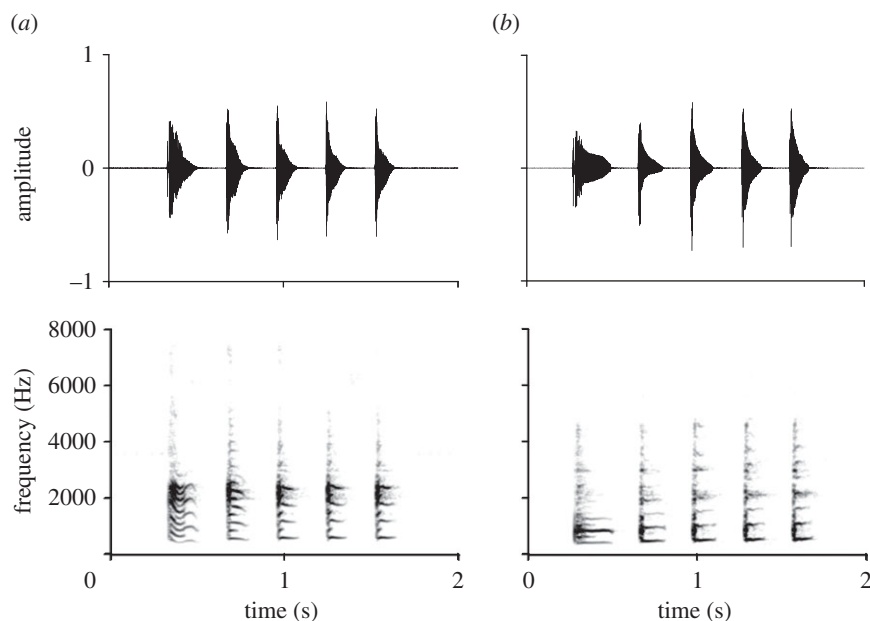 (a)
(b)
1
amplitude
0
−1
8000
6000
frequency (Hz)
4000
2000
0
1
2
0
1
2
time (s)
time (s)